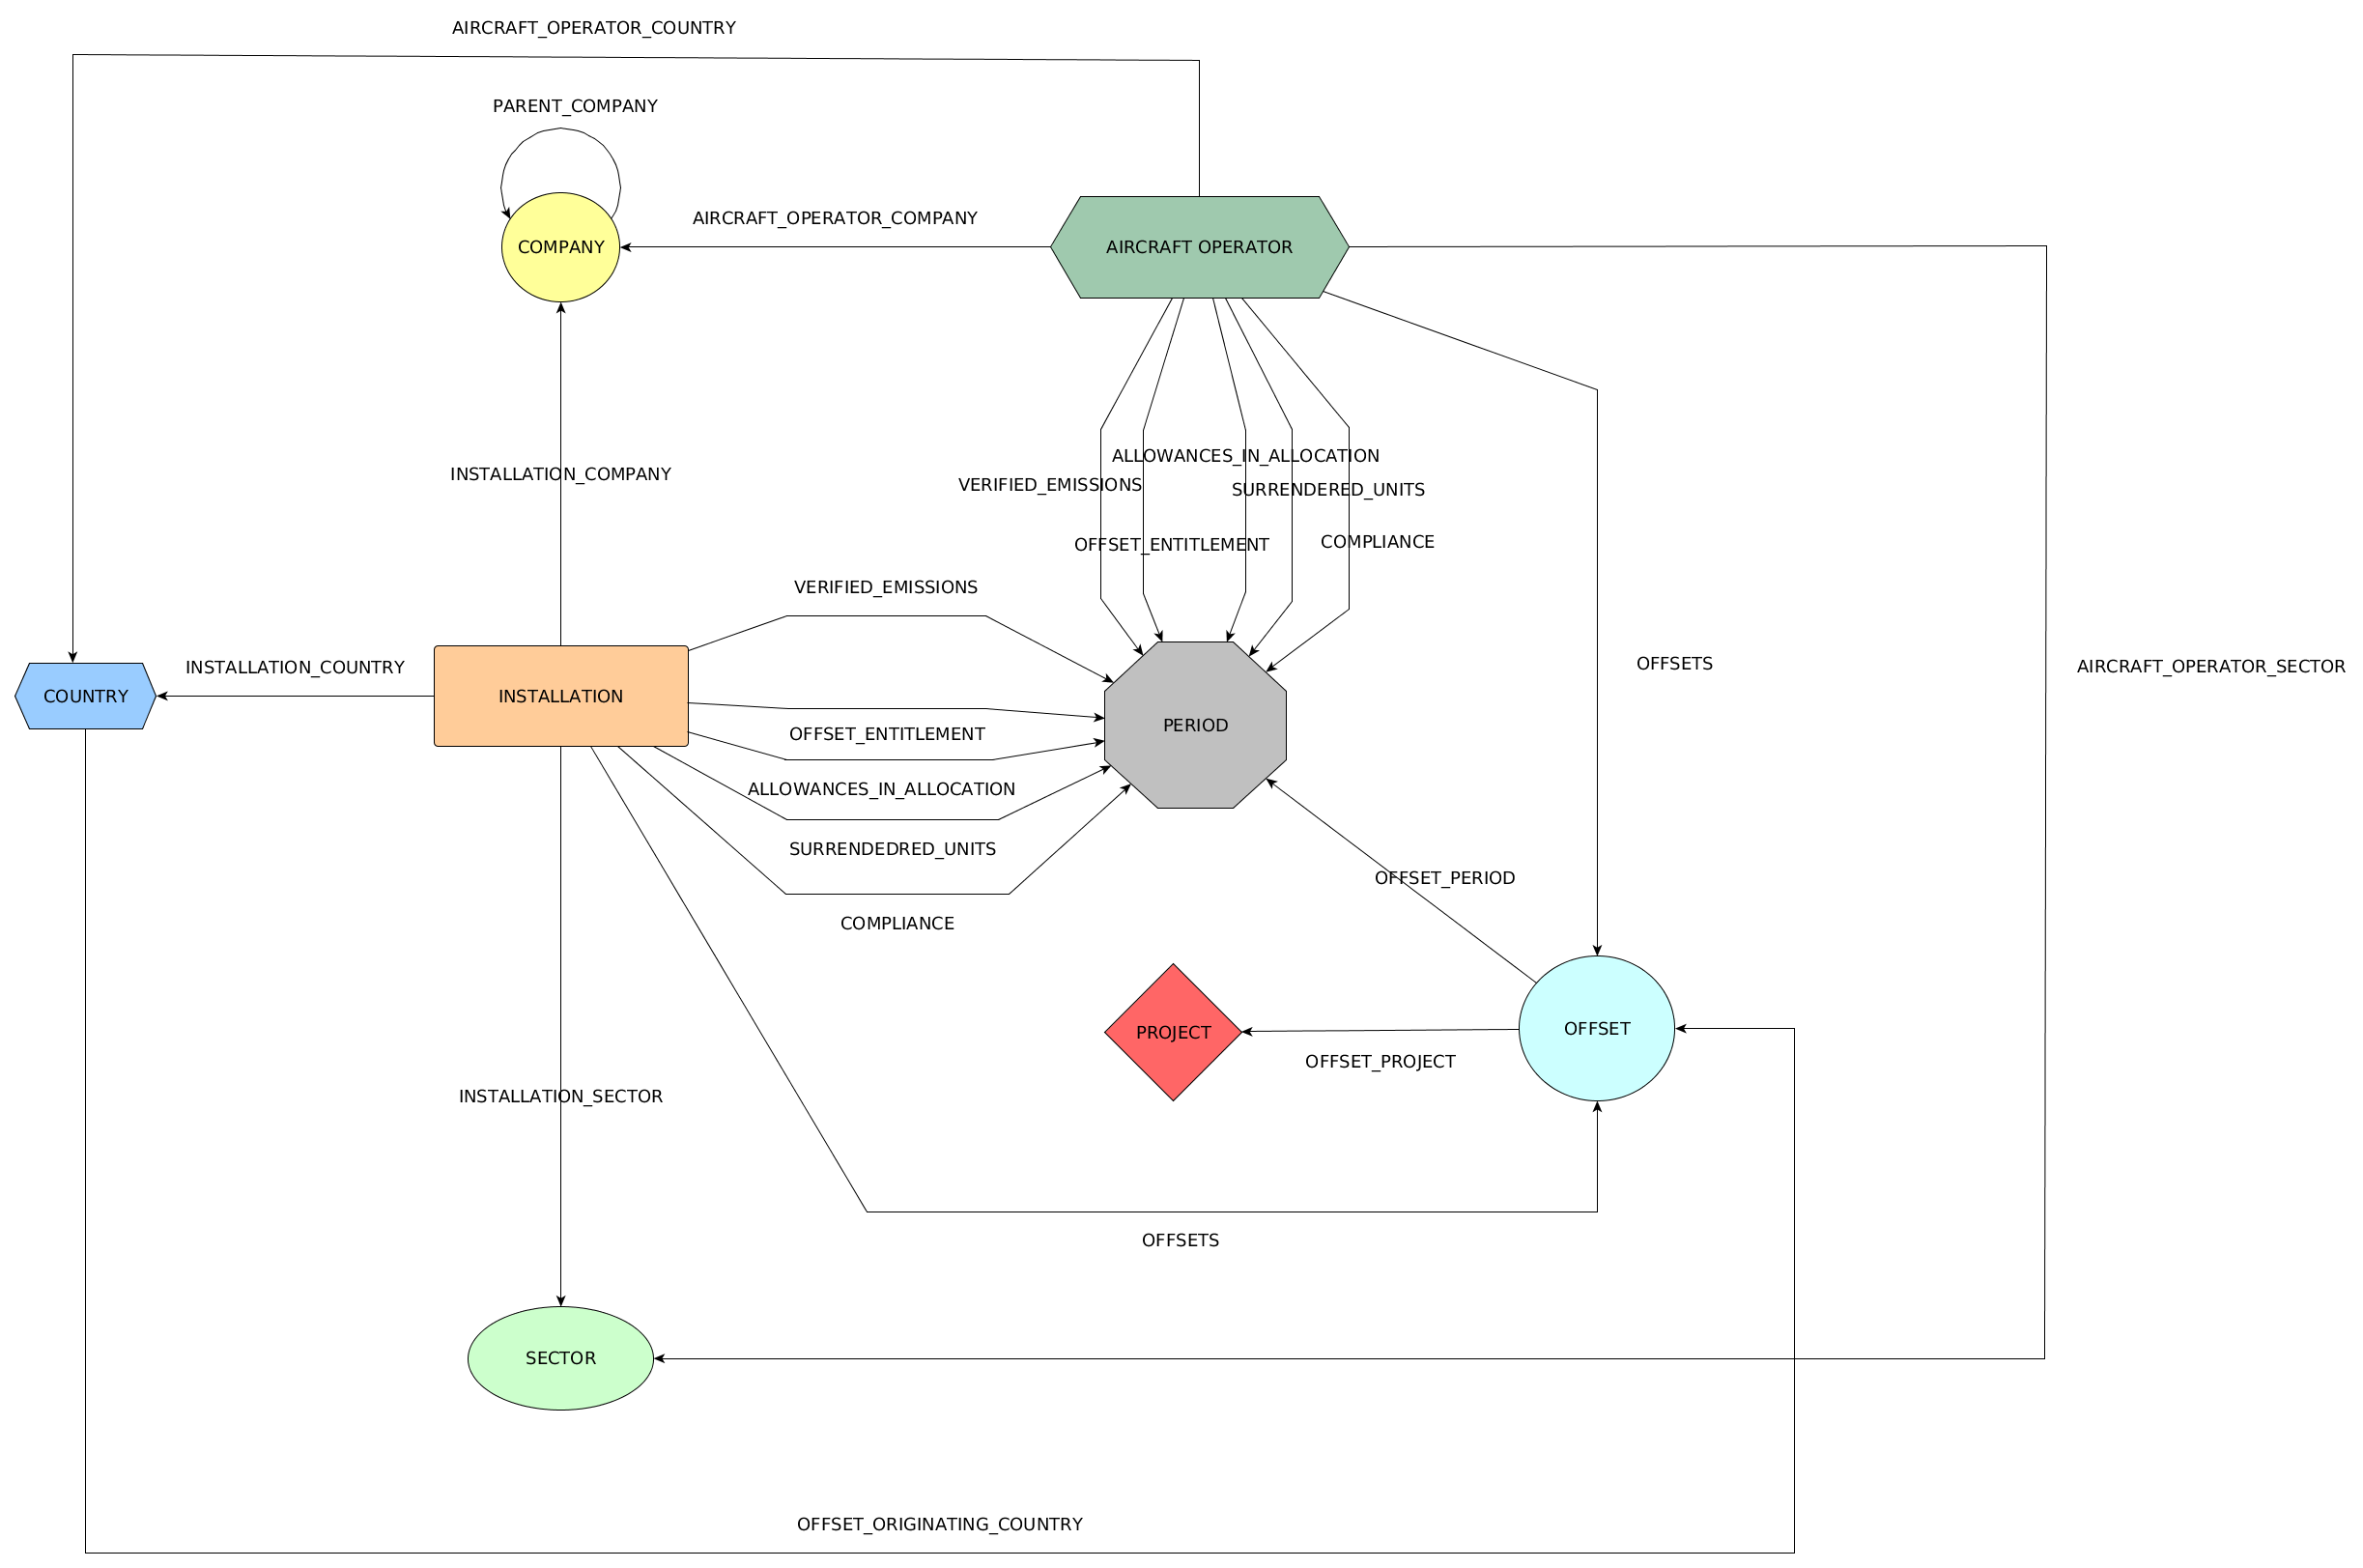 AIRCRAFT_OPERATOR_COUNTRY
PARENT_COMPANY
AIRCRAFT_OPERATOR_COMPANY
COMPANY
AIRCRAFT OPERATOR
ALLOWANCES_IN_ALLOCATION
INSTALLATION_COMPANY
VERIFIED_EMISSIONS
SURRENDERED_UNITS
OFFSET_ENTITLEMENT
COMPLIANCE
VERIFIED_EMISSIONS
OFFSETS
AIRCRAFT_OPERATOR_SECTOR
INSTALLATION_COUNTRY
COUNTRY
INSTALLATION
PERIOD
OFFSET_ENTITLEMENT
ALLOWANCES_IN_ALLOCATION
SURRENDEDRED_UNITS
OFFSET_PERIOD
COMPLIANCE
PROJECT
OFFSET
OFFSET_PROJECT
INSTALLATION_SECTOR
OFFSETS
SECTOR
OFFSET_ORIGINATING_COUNTRY